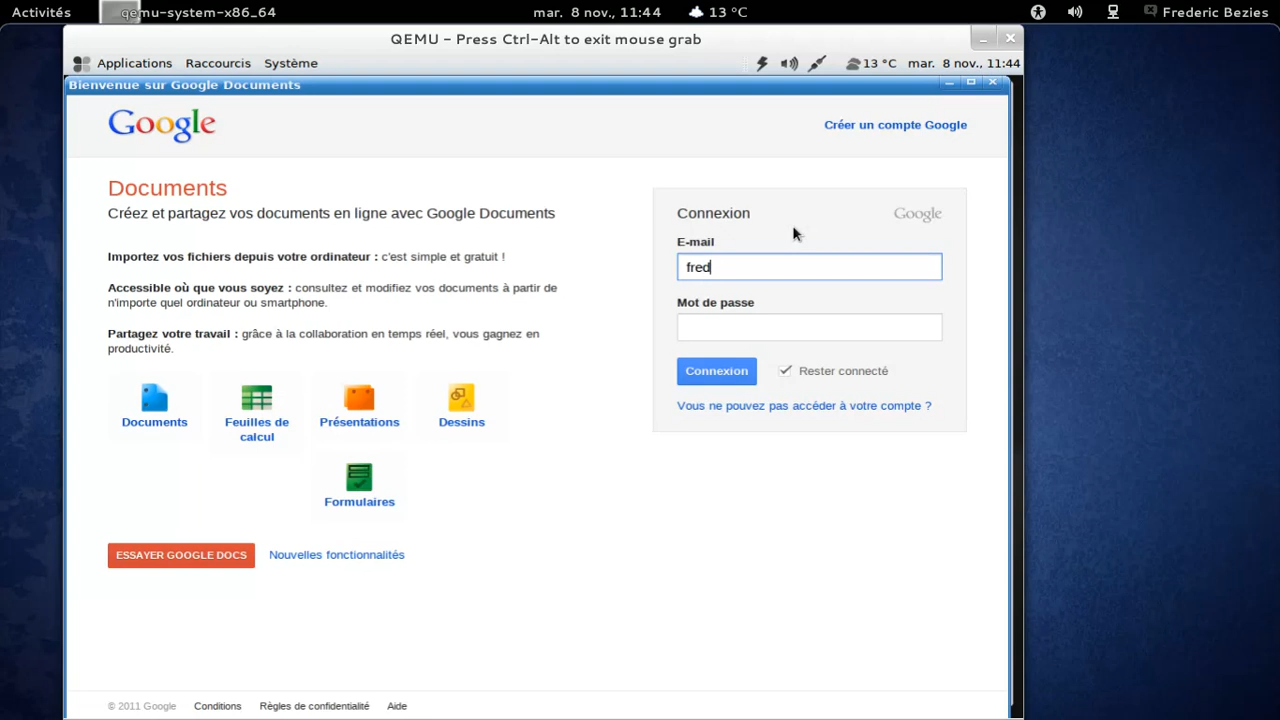 Activités
qemu-system-x86_64
mar. 8 nov., 11:44
13 °C
Frederic Bezies
QEMU - Press Ctrl-Alt to exit mouse grab
Applications
Raccourcis
Système
13 °C
mar. 8 nov., 11:44
Bienvenue sur Google Documents
Google
Créer un compte Google
Documents
Créez et partagez vos documents en ligne avec Google Documents
Importez vos fichiers depuis votre ordinateur : c'est simple et gratuit !
Accessible où que vous soyez : consultez et modifiez vos documents à partir de
n'importe quel ordinateur ou smartphone.
Partagez votre travail : grâce à la collaboration en temps réel, vous gagnez en
productivité.
Documents
Feuilles de
calcul
Présentations
Dessins
Formulaires
ESSAYER GOOGLE DOCS
Nouvelles fonctionnalités
Connexion
Google
E-mail
fred
Mot de passe
Connexion
Rester connecté
Vous ne pouvez pas accéder à votre compte ?
© 2011 Google
Conditions
Règles de confidentialité
Aide